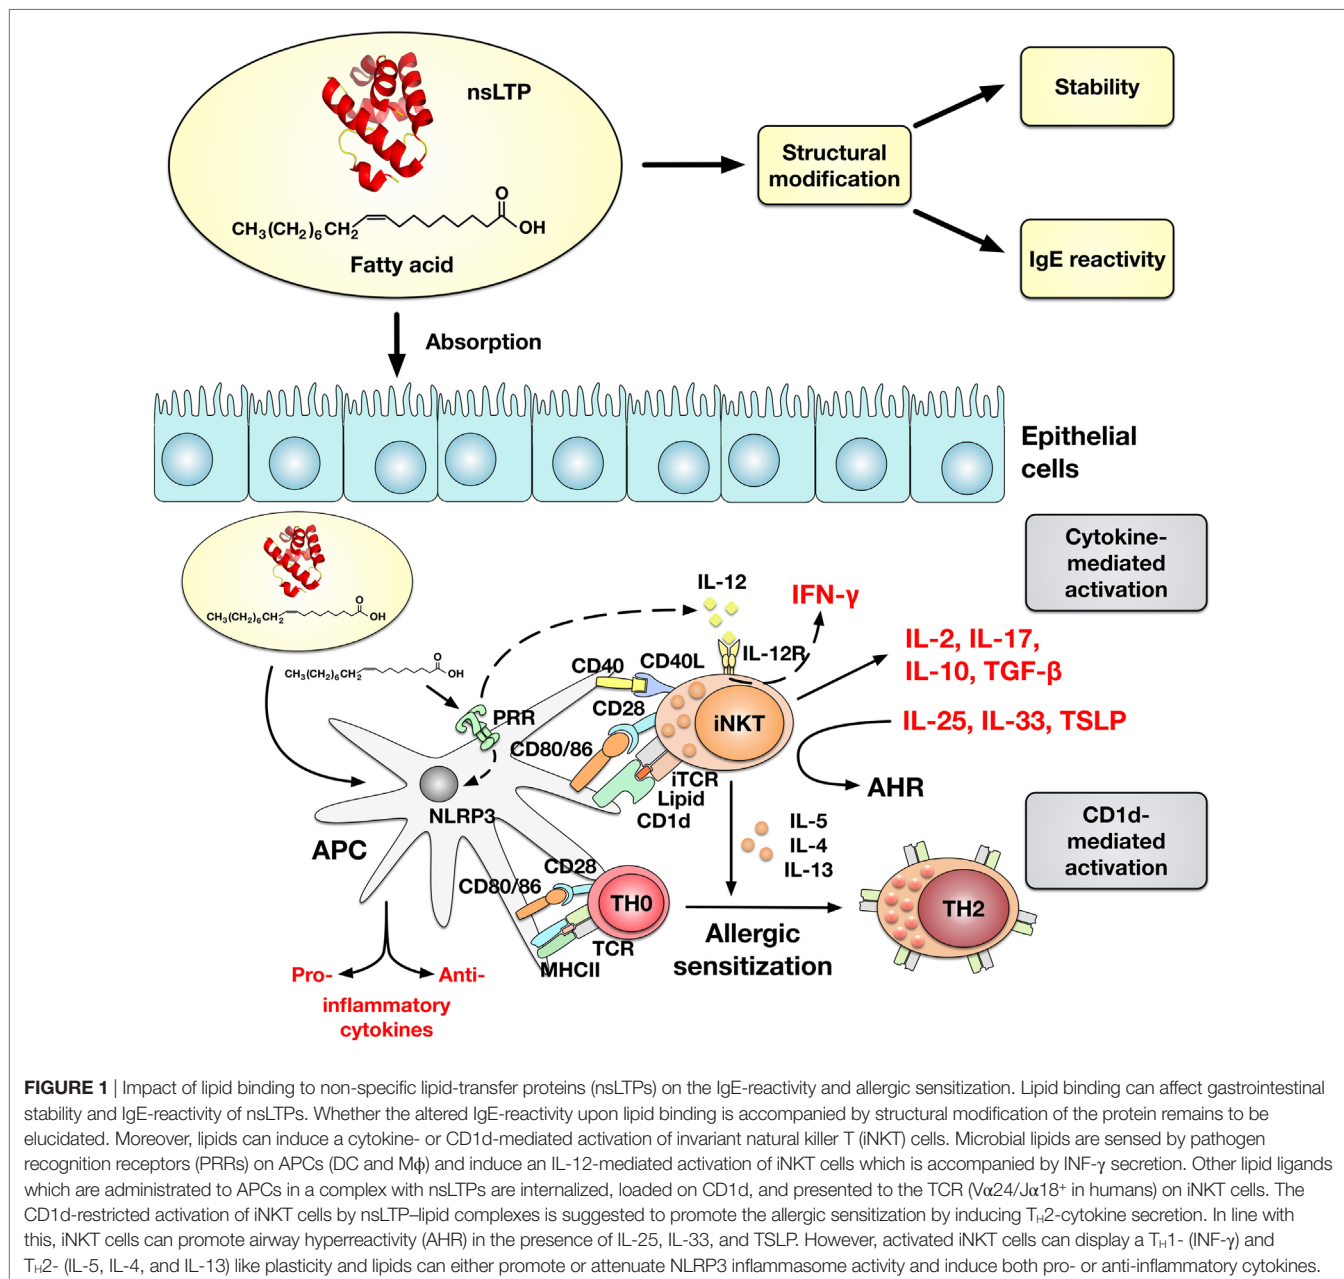 nsLTP
CH3(CH2)6CH2
O
OH
Fatty acid
Structural
modification
Stability
IgE reactivity
Absorption
Epithelial
cells
Cytokine-
mediated
activation
CH3(CH2)6CH2
O
OH
CH3(CH2)6CH2
O
OH
IL-12
IFN-γ
IL-12R
CD40
CD40L
CD28
iNKT
PRR
CD80/86
iTCR
Lipid
CD1d
IL-2, IL-17,
IL-10, TGF-β
IL-25, IL-33, TSLP
AHR
NLRP3
APC
CD1d-
mediated
activation
IL-5
IL-4
IL-13
CD28
CD80/86
TH0
TCR
MHCII
Allergic
sensitization
TH2
Pro-
Anti-
inflammatory
cytokines
FIGURE 1 | Impact of lipid binding to non-specific lipid-transfer proteins (nsLTPs) on the IgE-reactivity and allergic sensitization. Lipid binding can affect gastrointestinal
stability and IgE-reactivity of nsLTPs. Whether the altered IgE-reactivity upon lipid binding is accompanied by structural modification of the protein remains to be
elucidated. Moreover, lipids can induce a cytokine- or CD1d-mediated activation of invariant natural killer T (iNKT) cells. Microbial lipids are sensed by pathogen
recognition receptors (PRRs) on APCs (DC and Mϕ) and induce an IL-12-mediated activation of iNKT cells which is accompanied by INF-γ secretion. Other lipid ligands
which are administrated to APCs in a complex with nsLTPs are internalized, loaded on CD1d, and presented to the TCR (Vα24/Jα18+ in humans) on iNKT cells. The
CD1d-restricted activation of iNKT cells by nsLTP–lipid complexes is suggested to promote the allergic sensitization by inducing TH2-cytokine secretion. In line with
this, iNKT cells can promote airway hyperreactivity (AHR) in the presence of IL-25, IL-33, and TSLP. However, activated iNKT cells can display a TH1- (INF-γ) and
TH2- (IL-5, IL-4, and IL-13) like plasticity and lipids can either promote or attenuate NLRP3 inflammasome activity and induce both pro- or anti-inflammatory cytokines.